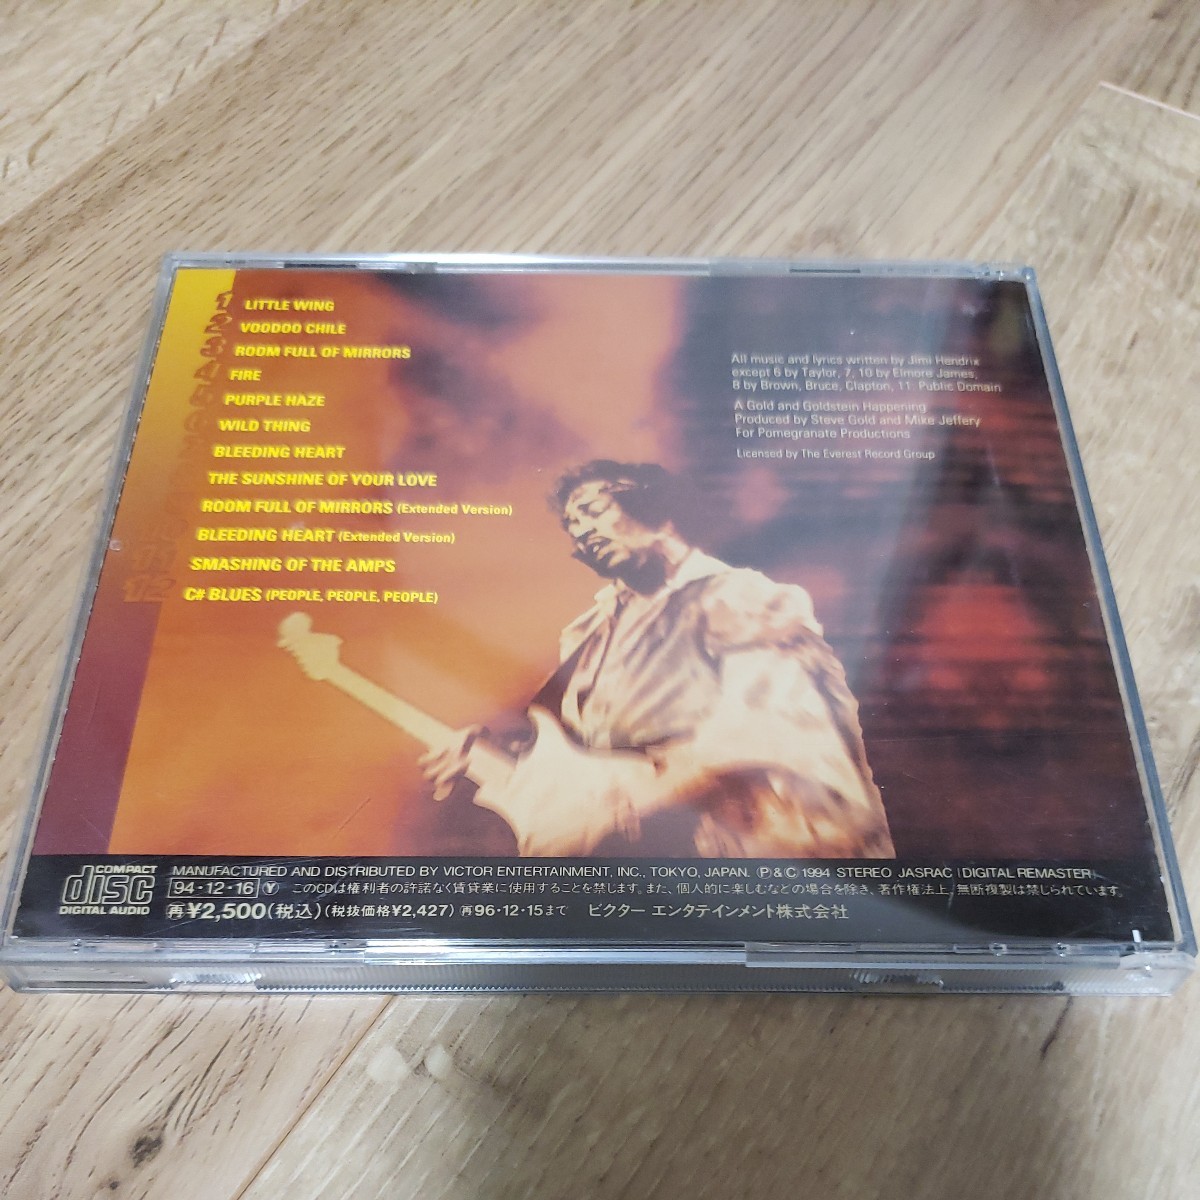 1 LITTLE WING
2 VOODOO CHILE
3 ROOM FULL OF MIRRORS
4 FIRE
5 PURPLE HAZE
WILD THING
BLEEDING HEART
THE SUNSHINE OF YOUR LOVE
ROOM FULL OF MIRRORS (Extended Version)
BLEEDING HEART (Extended Version)
11 SMASHING OF THE AMPS
12 C# BLUES (PEOPLE, PEOPLE, PEOPLE)
All music and lyrics written by Jimi Hendrix
except 6 by Taylor, 7, 10 by Elmore James,
8 by Brown, Bruce, Clapton, 11: Public Domain
A Gold and Goldstein Happening
Produced by Steve Gold and Mike Jeffery
For Pomegranate Productions
Licensed by The Everest Record Group
COMPACT
disc
DIGITAL AUDIO
MANUFACTURED AND DISTRIBUTED BY VICTOR ENTERTAINMENT, INC., TOKYO, JAPAN. Ⓟ&Ⓒ 1994 STEREO JASRAC DIGITAL REMASTER
94・12・16 Ⓨ このCDは権利者の許諾なく賃貸業に使用することを禁じます。また、個人的に楽しむなどの場合を除き、著作権法上、無断複製は禁じられています。
再 ¥2,500(税込)(税抜価格¥2,427) 再96・12・15まで ビクター エンタテインメント株式会社